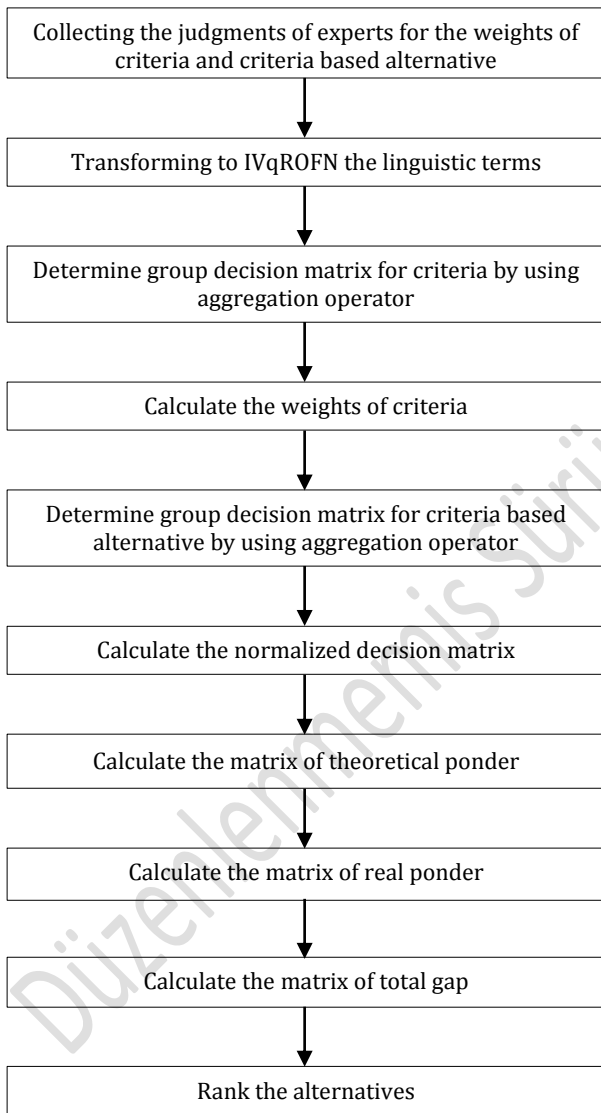 Collecting the judgments of experts for the weights of
criteria and criteria based alternative
Transforming to IVqROFN the linguistic terms
Determine group decision matrix for criteria by using
aggregation operator
Calculate the weights of criteria
Determine group decision matrix for criteria based
alternative by using aggregation operator
Calculate the normalized decision matrix
Calculate the matrix of theoretical ponder
Calculate the matrix of real ponder
Calculate the matrix of total gap
Rank the alternatives
Düzenlenmemis